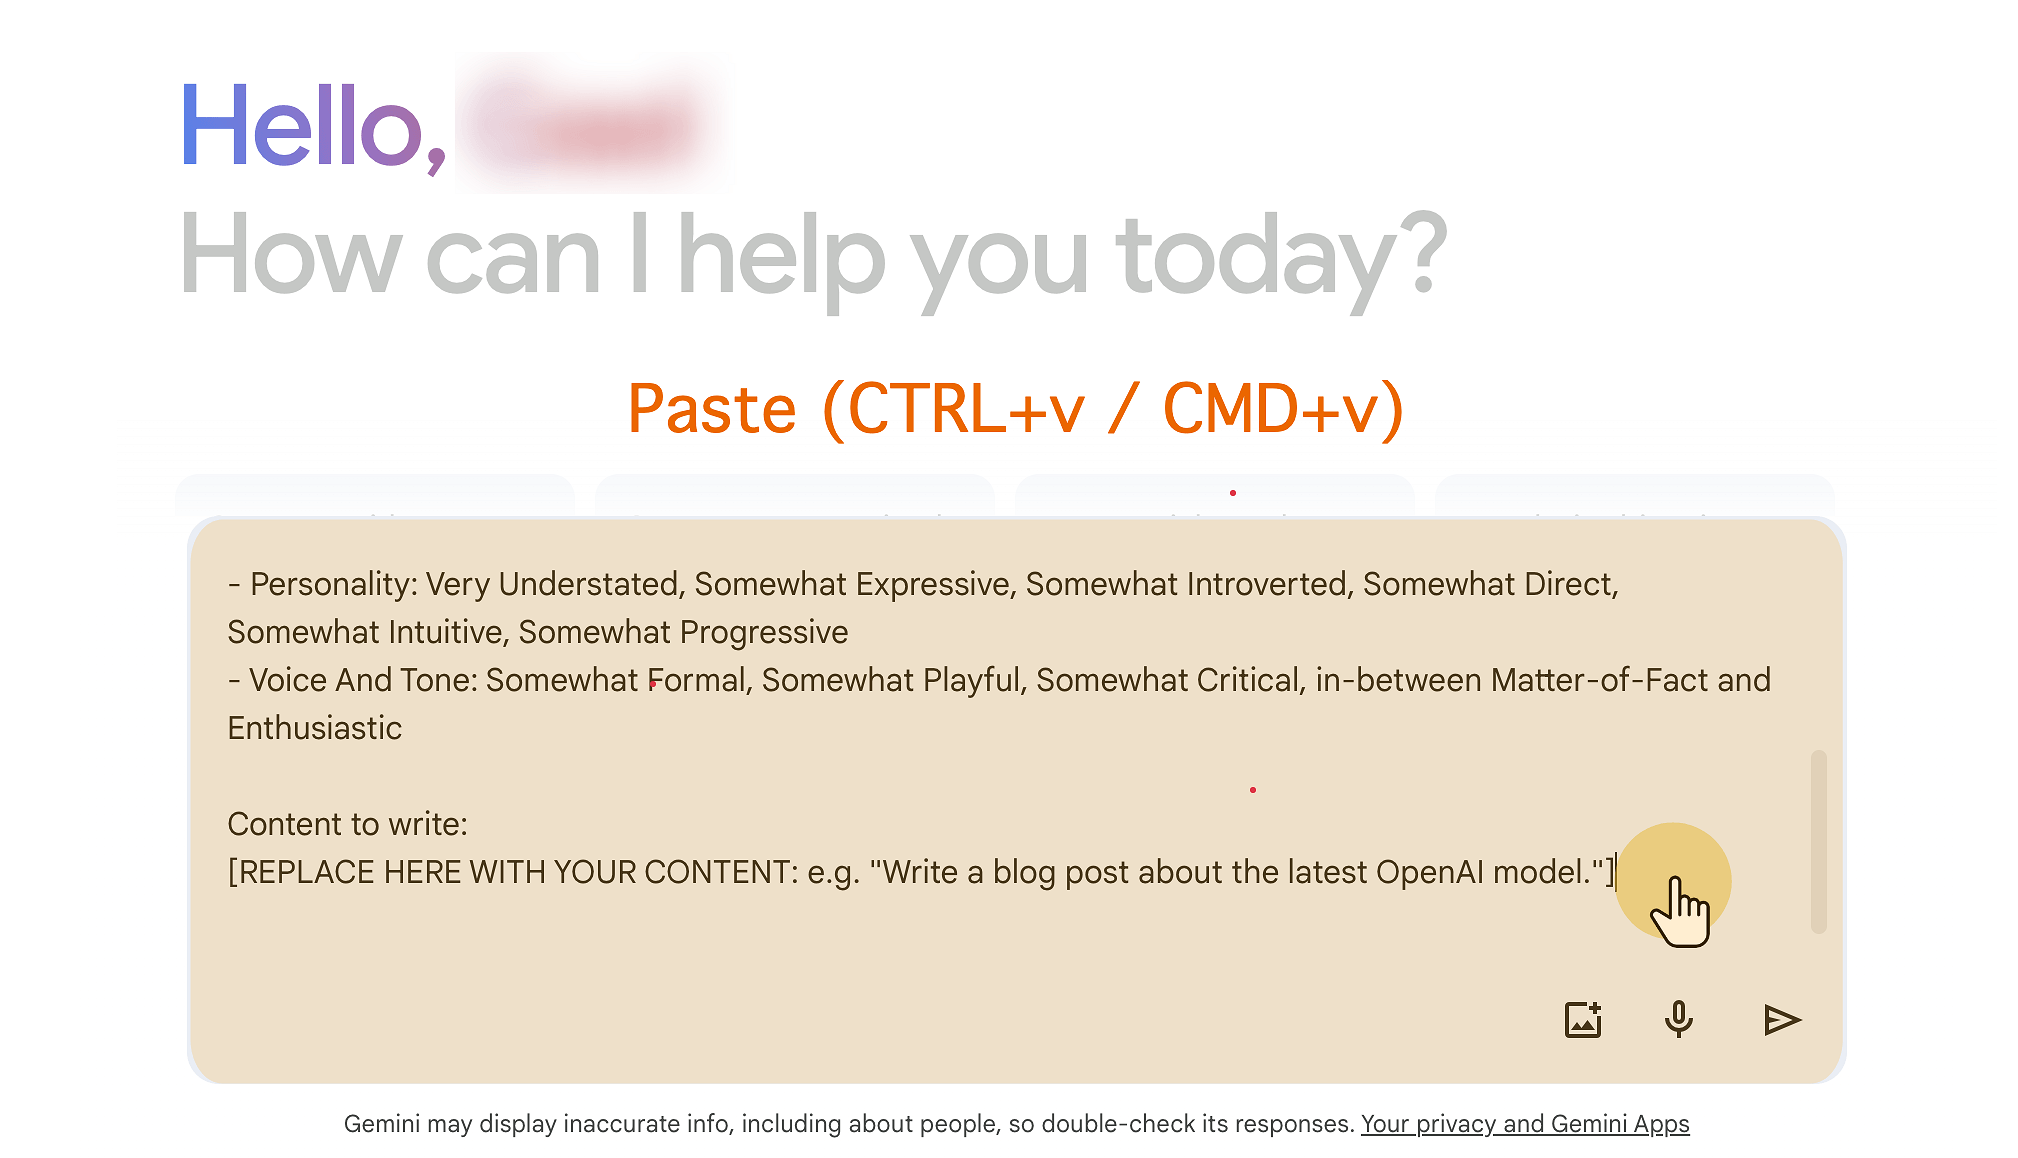 Hello,
How can I help you today?
Paste (CTRL+v / CMD+v)
- Personality: Very Understated, Somewhat Expressive, Somewhat Introverted, Somewhat Direct,
Somewhat Intuitive, Somewhat Progressive
- Voice And Tone: Somewhat Formal, Somewhat Playful, Somewhat Critical, in-between Matter-of-Fact and
Enthusiastic
Content to write:
[REPLACE HERE WITH YOUR CONTENT: e.g. "Write a blog post about the latest OpenAI model."]
Gemini may display inaccurate info, including about people, so double-check its responses. Your privacy and Gemini Apps